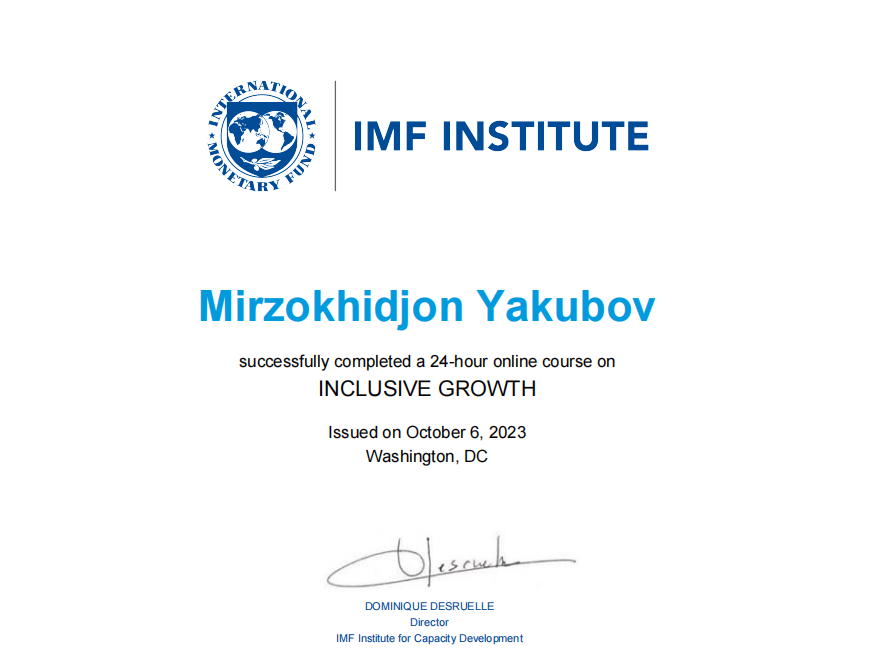 INTERNATIONAL
MONETARY FUND
IMF INSTITUTE
Mirzokhidjon Yakubov
successfully completed a 24-hour online course on
INCLUSIVE GROWTH
Issued on October 6, 2023
Washington, DC
Desruelle
DOMINIQUE DESRUELLE
Director
IMF Institute for Capacity Development